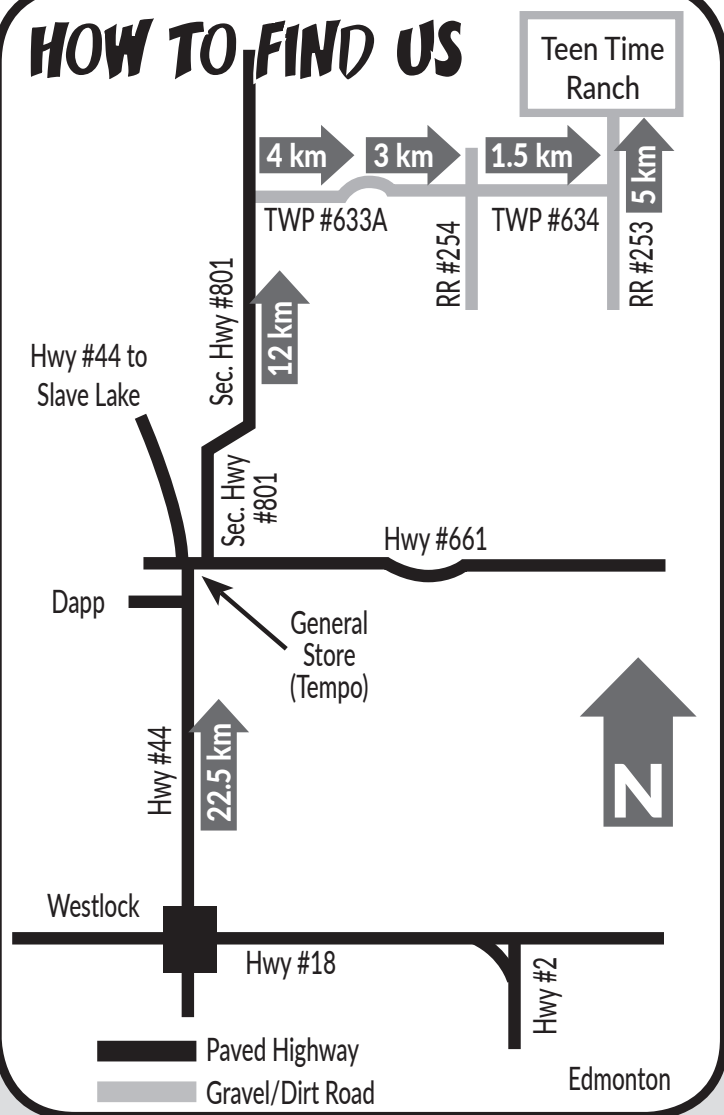 HOW TO FIND US
Teen Time
Ranch
4 km
3 km
1.5 km
5 km
TWP #633A
TWP #634
RR #254
RR #253
Sec. Hwy #801
12 km
Hwy #44 to
Slave Lake
Sec. Hwy
#801
Hwy #661
Dapp
General
Store
(Tempo)
Hwy #44
22.5 km
N
Westlock
Hwy #18
Hwy #2
Paved Highway
Gravel/Dirt Road
Edmonton